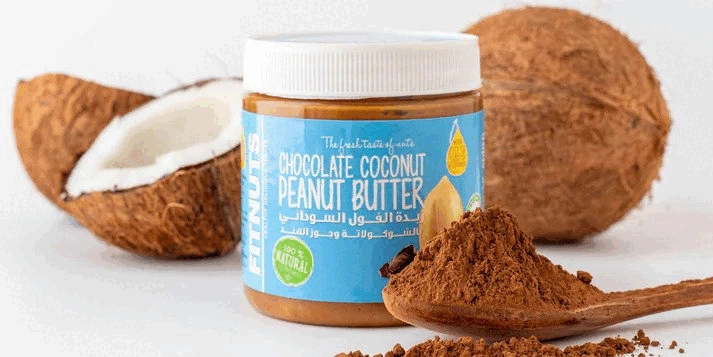 The fresh taste of nuts
CHOCOLATE COCONUT
PEANUT BUTTER
زبدة الفول السوداني
بالشوكولاتة وجوز الهند
FITNUTS
100%
NATURAL